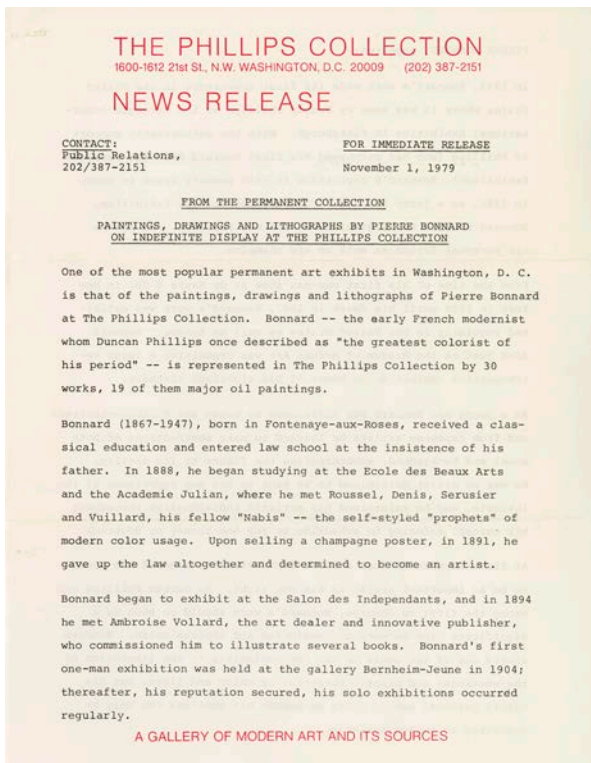 THE PHILLIPS COLLECTION
1600-1612 21st St., N.W. WASHINGTON, D.C. 20009 (202) 387-2151
NEWS RELEASE
CONTACT: FOR IMMEDIATE RELEASE
Public Relations,
202/387-2151 November 1, 1979
FROM THE PERMANENT COLLECTION
PAINTINGS, DRAWINGS AND LITHOGRAPHS BY PIERRE BONNARD
ON INDEFINITE DISPLAY AT THE PHILLIPS COLLECTION
One of the most popular permanent art exhibits in Washington, D. C.
is that of the paintings, drawings and lithographs of Pierre Bonnard
at The Phillips Collection. Bonnard -- the early French modernist
whom Duncan Phillips once described as "the greatest colorist of
his period" -- is represented in The Phillips Collection by 30
works, 19 of them major oil paintings.
Bonnard (1867-1947), born in Fontenaye-aux-Roses, received a clas-
sical education and entered law school at the insistence of his
father. In 1888, he began studying at the Ecole des Beaux Arts
and the Academie Julian, where he met Roussel, Denis, Serusier
and Vuillard, his fellow "Nabis" -- the self-styled "prophets" of
modern color usage. Upon selling a champagne poster, in 1891, he
gave up the law altogether and determined to become an artist.
Bonnard began to exhibit at the Salon des Independants, and in 1894
he met Ambroise Vollard, the art dealer and innovative publisher,
who commissioned him to illustrate several books. Bonnard's first
one-man exhibition was held at the gallery Bernheim-Jeune in 1904;
thereafter, his reputation secured, his solo exhibitions occurred
regularly.
A GALLERY OF MODERN ART AND ITS SOURCES